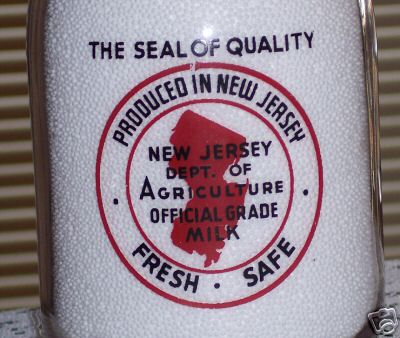 THE SEAL OF QUALITY
PRODUCED IN NEW JERSEY
NEW JERSEY
DEPT. OF
AGRICULTURE
OFFICIAL GRADE
MILK
· FRESH · SAFE ·